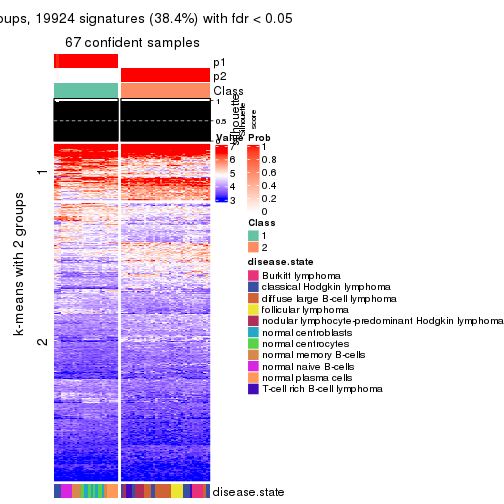 oups, 19924 signatures (38.4%) with fdr < 0.05
67 confident samples
p1
p2
Class
1
0.5
0
silhouette
score
k-means with 2 groups
1
2
Value
7
6
5
4
3
Prob
1
0.8
0.6
0.4
0.2
0
Class
1
2
disease.state
Burkitt lymphoma
classical Hodgkin lymphoma
diffuse large B-cell lymphoma
follicular lymphoma
nodular lymphocyte-predominant Hodgkin lymphoma
normal centroblasts
normal centrocytes
normal memory B-cells
normal naive B-cells
normal plasma cells
T-cell rich B-cell lymphoma
disease.state